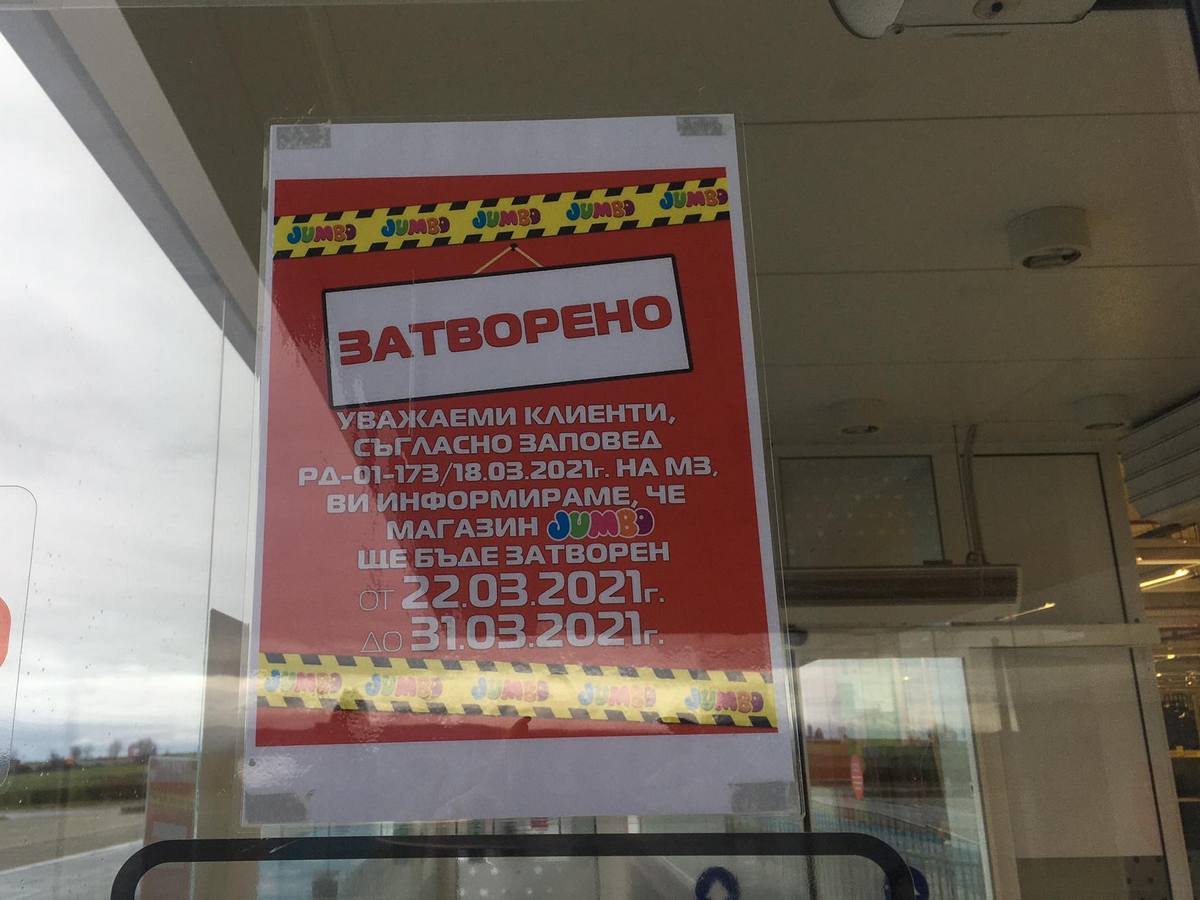 JUMBO JUMBO JUMBO JUMBO JUMBO
ЗАТВОРЕНО
УВАЖАЕМИ КЛИЕНТИ,
СЪГЛАСНО ЗАПОВЕД
РД-01-173/18.03.2021г. НА МЗ,
ВИ ИНФОРМИРАМЕ, ЧЕ
МАГАЗИН JUMBO
ЩЕ БЪДЕ ЗАТВОРЕН
ОТ 22.03.2021г.
ДО 31.03.2021г.
JUMBO JUMBO JUMBO JUMBO JUMBO